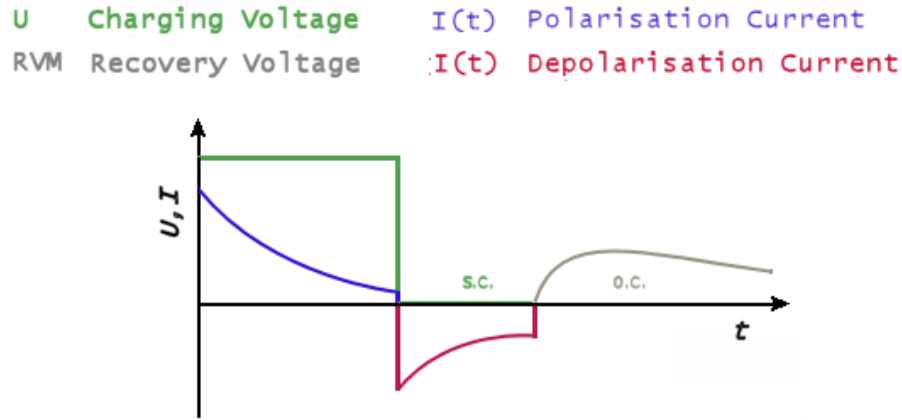 U Charging Voltage I(t) Polarisation Current
RVM Recovery Voltage I(t) Depolarisation Current
U, I
s.c.
o.c.
t